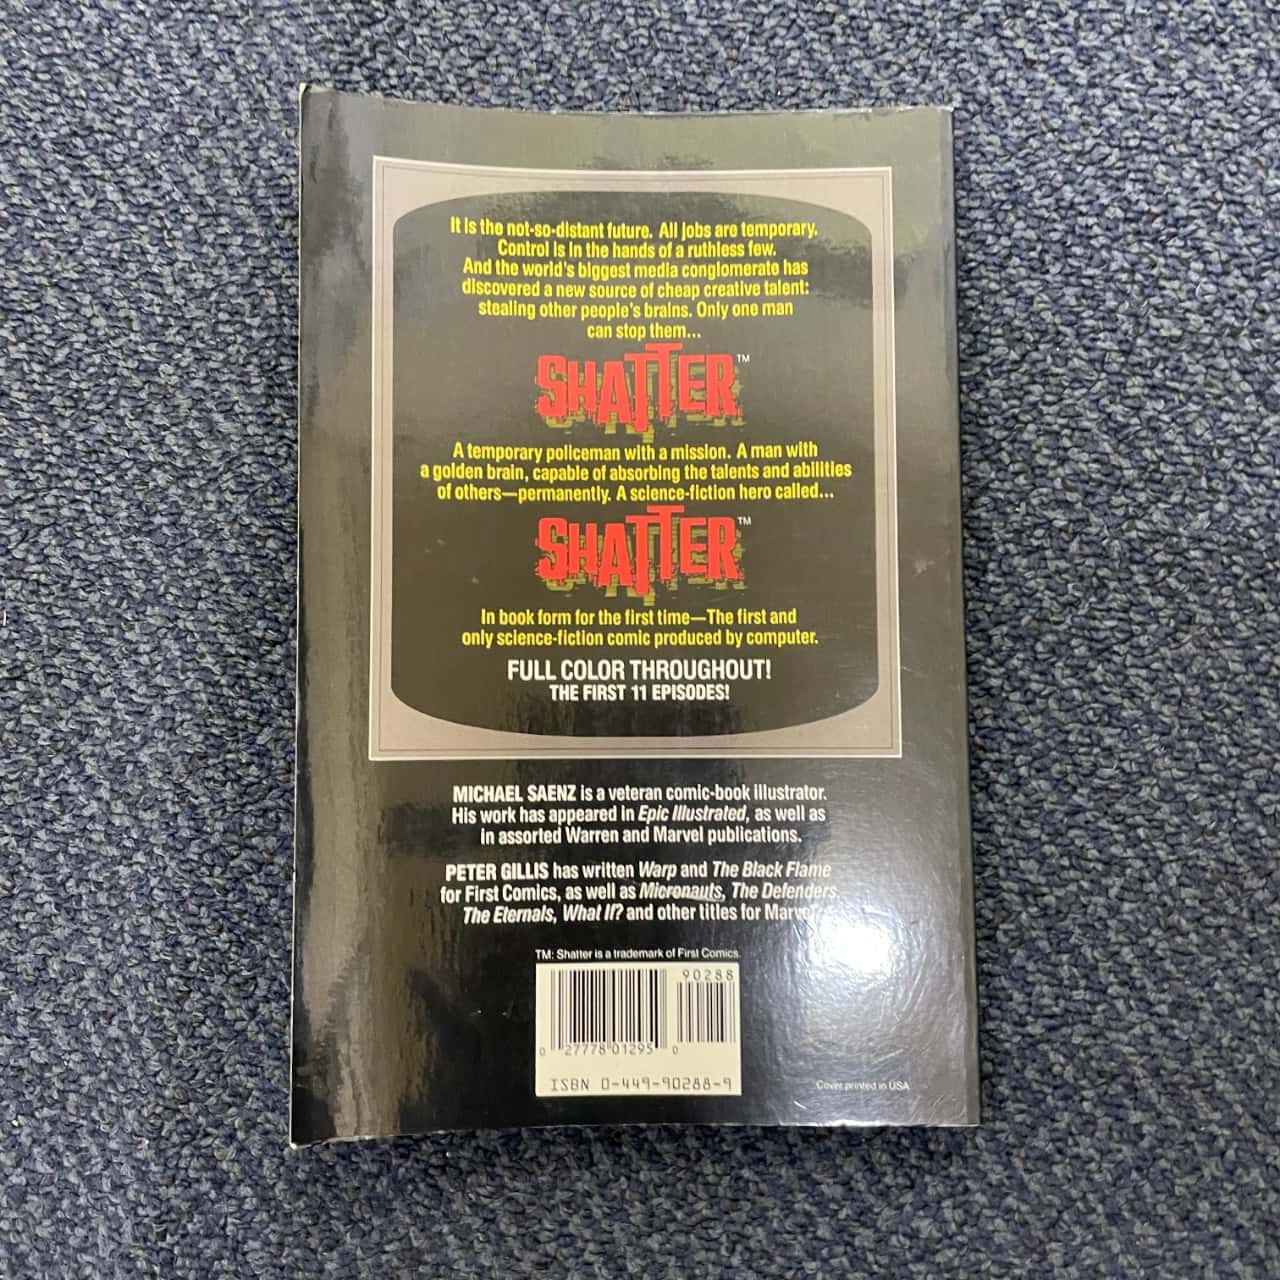 It is the not-so-distant future. All jobs are temporary.
Control is in the hands of a ruthless few.
And the world's biggest media conglomerate has
discovered a new source of cheap creative talent:
stealing other people's brains. Only one man
can stop them...
SHATTER™
A temporary policeman with a mission. A man with
a golden brain, capable of absorbing the talents and abilities
of others—permanently. A science-fiction hero called...
SHATTER™
In book form for the first time—The first and
only science-fiction comic produced by computer.
FULL COLOR THROUGHOUT!
THE FIRST 11 EPISODES!
MICHAEL SAENZ is a veteran comic-book illustrator.
His work has appeared in Epic Illustrated, as well as
in assorted Warren and Marvel publications.
PETER GILLIS has written Warp and The Black Flame
for First Comics, as well as Micronauts, The Defenders,
The Eternals, What If? and other titles for Marvel.
TM: Shatter is a trademark of First Comics.
90288
0 27778 01295 0
ISBN 0-449-90288-9
Cover printed in USA